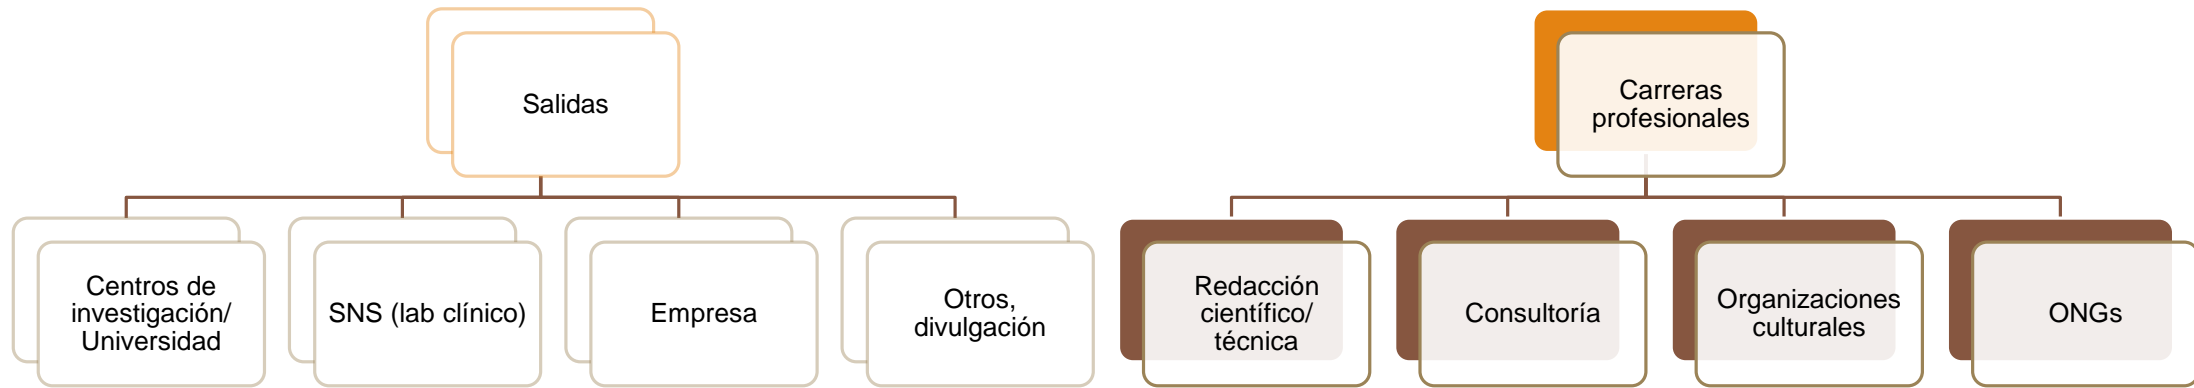 Salidas
Centros de
investigación/
Universidad
SNS (lab clínico)
Empresa
Otros,
divulgación
Carreras
profesionales
Redacción
científico/
técnica
Consultoría
Organizaciones
culturales
ONGs